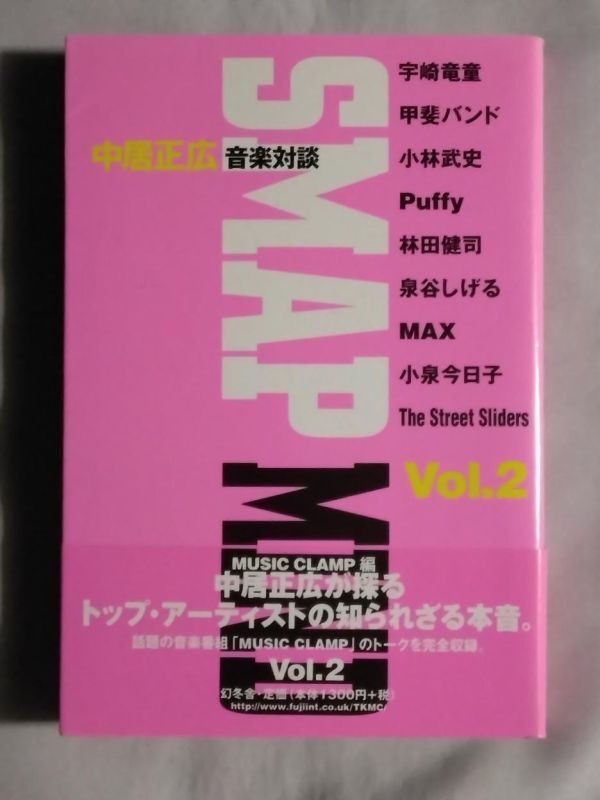 SMAP
中居正広 音楽対談
宇崎竜童
甲斐バンド
小林武史
Puffy
林田健司
泉谷しげる
MAX
小泉今日子
The Street Sliders
Vol.2
MUSIC CLAMP 編
中居正広が探る
トップ・アーティストの知られざる本音。
話題の音楽番組「MUSIC CLAMP」のトークを完全収録。
Vol.2
幻冬舎・定価(本体1300円+税)
http://www.fujiint.co.uk/TKMC/